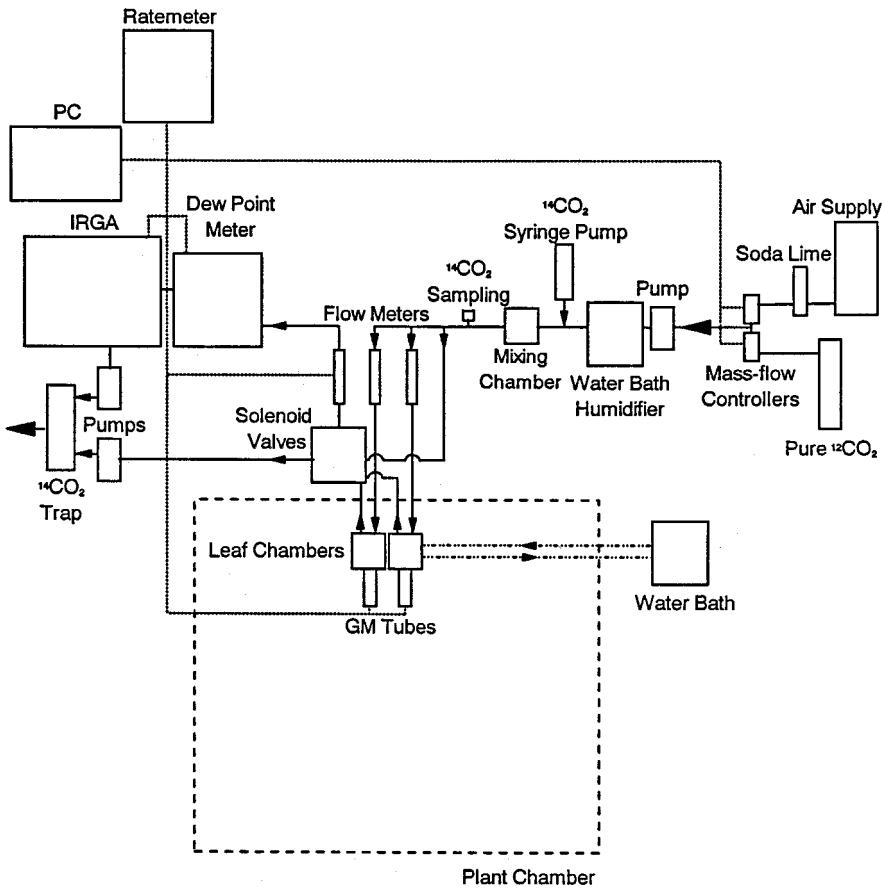 Ratemeter
PC
IRGA
Dew Point
Meter
¹⁴CO₂
Syringe Pump
Air Supply
Soda Lime
¹⁴CO₂
Sampling
Pump
Flow Meters
Mixing
Chamber
Water Bath
Humidifier
Mass-flow
Controllers
Pure ¹²CO₂
Pumps
Solenoid
Valves
¹⁴CO₂
Trap
Leaf Chambers
GM Tubes
Water Bath
Plant Chamber